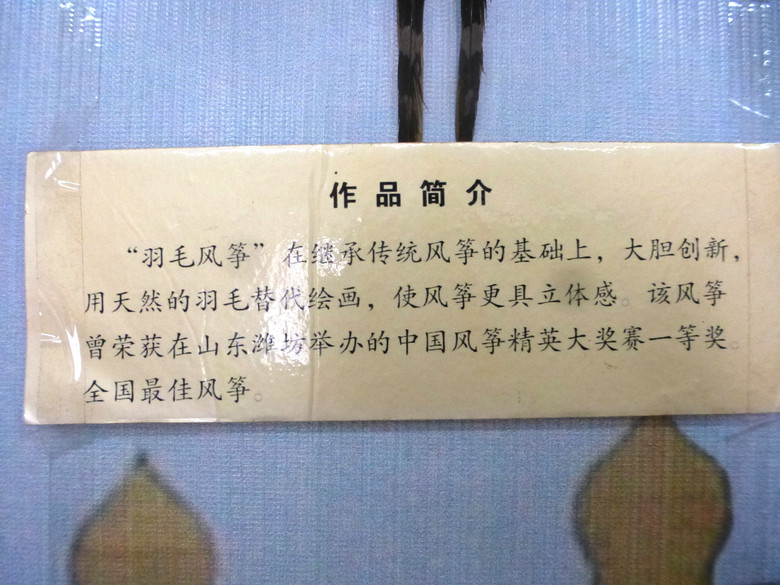 作品简介
“羽毛风筝”在继承传统风筝的基础上，大胆创新，
用天然的羽毛替代绘画，使风筝更具立体感。该风筝
曾荣获在山东潍坊举办的中国风筝精英大奖赛一等奖。
全国最佳风筝。